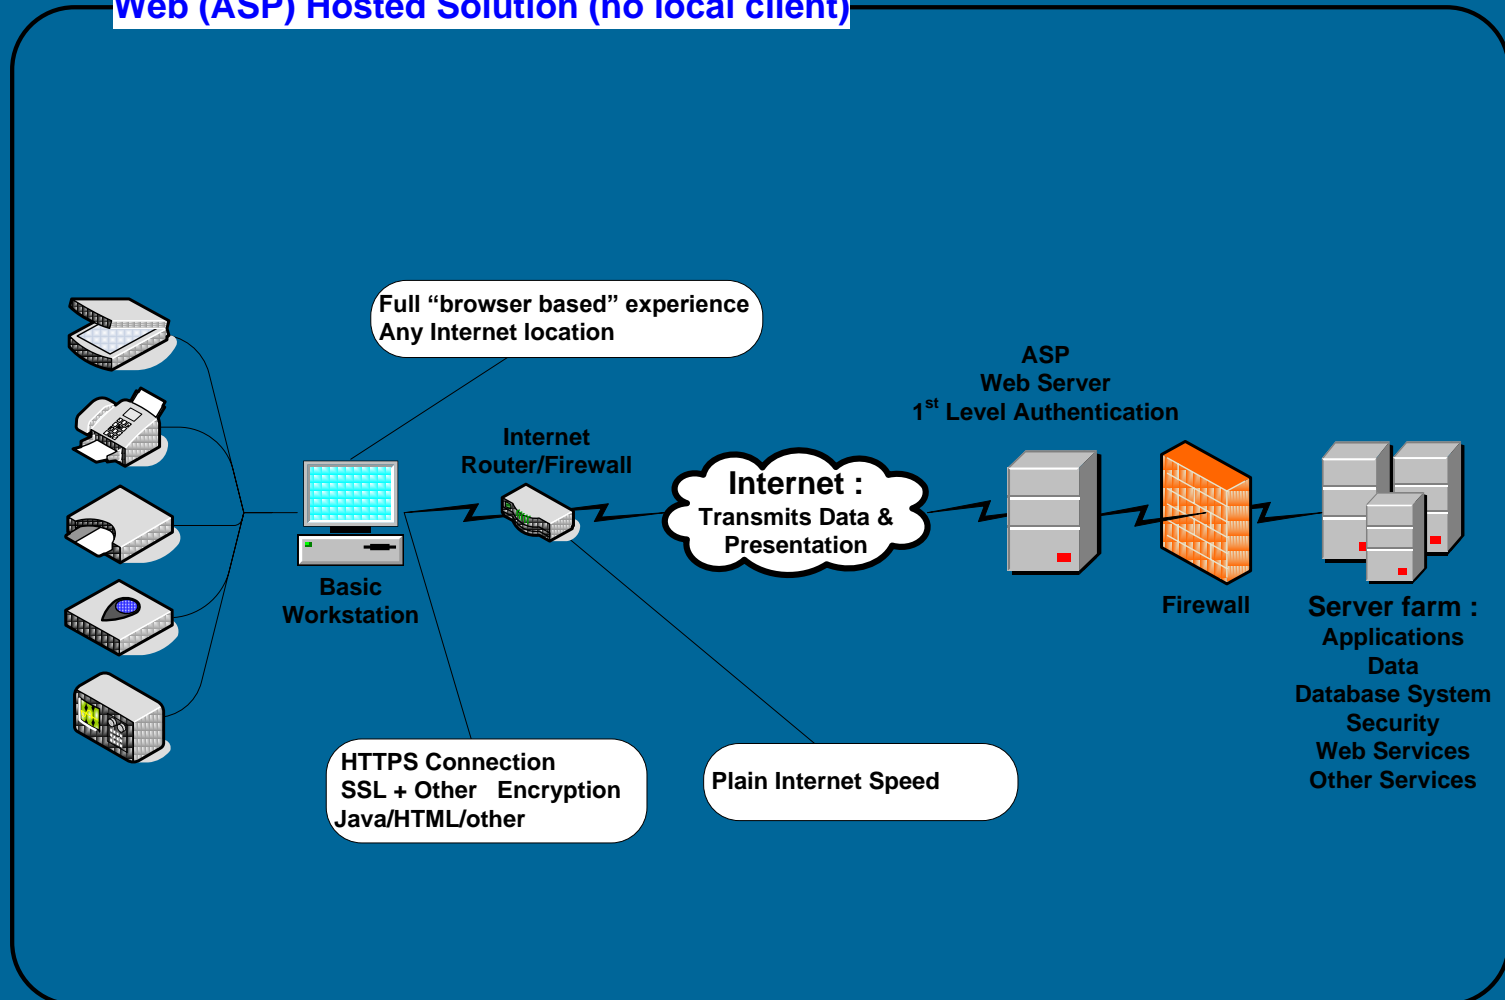 Web (ASP) Hosted Solution (no local client)
Full “browser based” experience
Any Internet location
ASP
Web Server
1st Level Authentication
Internet
Router/Firewall
Internet :
Transmits Data &
Presentation
Basic
Workstation
Firewall
Server farm :
Applications
Data
Database System
Security
Web Services
Other Services
HTTPS Connection
SSL + Other Encryption
Java/HTML/other
Plain Internet Speed